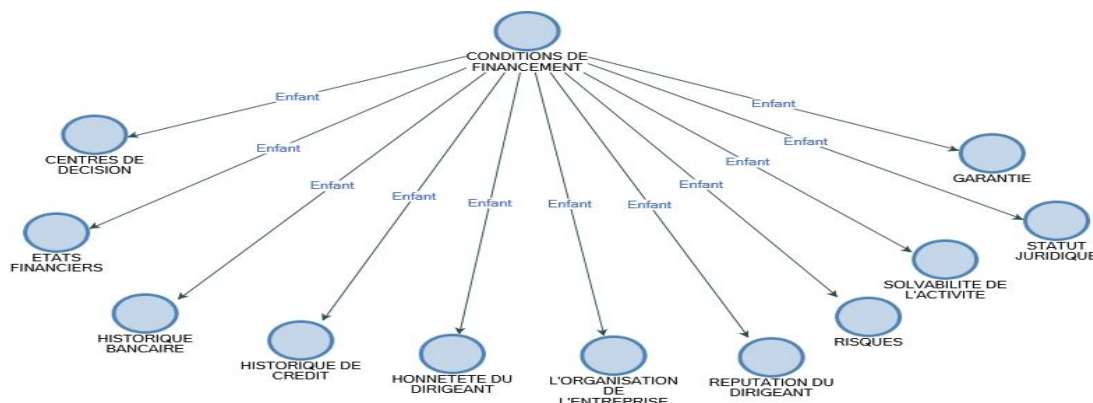 CONDITIONS DE
FINANCEMENT
Enfant
Enfant
Enfant
Enfant
Enfant
Enfant
Enfant
Enfant
Enfant
Enfant
Enfant
CENTRES DE
DECISION
ETATS
FINANCIERS
HISTORIQUE
BANCAIRE
HISTORIQUE DE
CREDIT
HONNETETE DU
DIRIGEANT
L'ORGANISATION
DE
L'ENTREPRISE
REPUTATION DU
DIRIGEANT
RISQUES
SOLVABILITE DE
L'ACTIVITE
STATUT
JURIDIQUE
GARANTIE